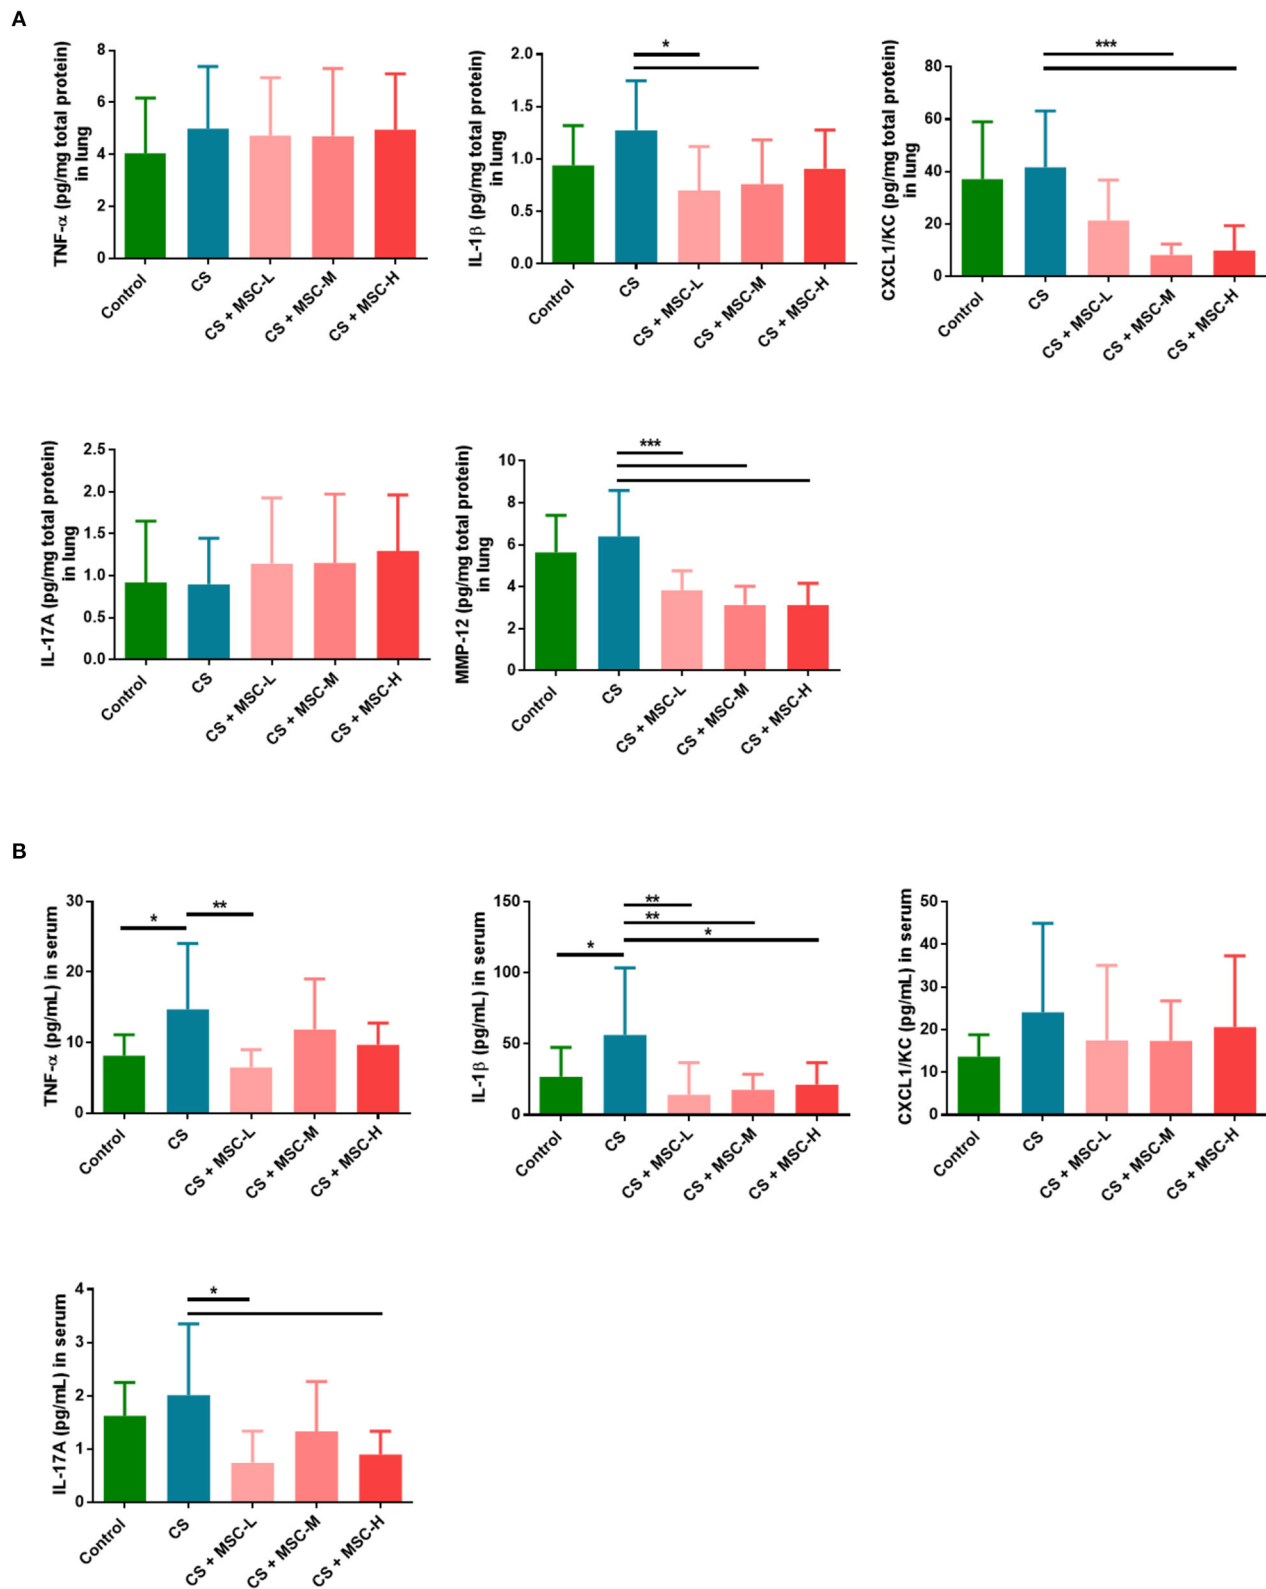 A
TNF-α (pg/mg total protein)
in lung
8
6
4
2
0
Control
CS
CS + MSC-L
CS + MSC-M
CS + MSC-H
IL-1β (pg/mg total protein)
in lung
2.0
1.5
1.0
0.5
0.0
*
Control
CS
CS + MSC-L
CS + MSC-M
CS + MSC-H
CXCL1/KC (pg/mg total protein)
in lung
80
60
40
20
0
***
Control
CS
CS + MSC-L
CS + MSC-M
CS + MSC-H
IL-17A (pg/mg total protein)
in lung
2.5
2.0
1.5
1.0
0.5
0.0
Control
CS
CS + MSC-L
CS + MSC-M
CS + MSC-H
MMP-12 (pg/mg total protein)
in lung
10
8
6
4
2
0
***
Control
CS
CS + MSC-L
CS + MSC-M
CS + MSC-H
B
TNF-α (pg/mL) in serum
30
20
10
0
*
**
Control
CS
CS + MSC-L
CS + MSC-M
CS + MSC-H
IL-1β (pg/mL) in serum
150
100
50
0
**
**
*
*
Control
CS
CS + MSC-L
CS + MSC-M
CS + MSC-H
CXCL1/KC (pg/mL) in serum
50
40
30
20
10
0
Control
CS
CS + MSC-L
CS + MSC-M
CS + MSC-H
IL-17A (pg/mL) in serum
4
3
2
1
0
*
Control
CS
CS + MSC-L
CS + MSC-M
CS + MSC-H